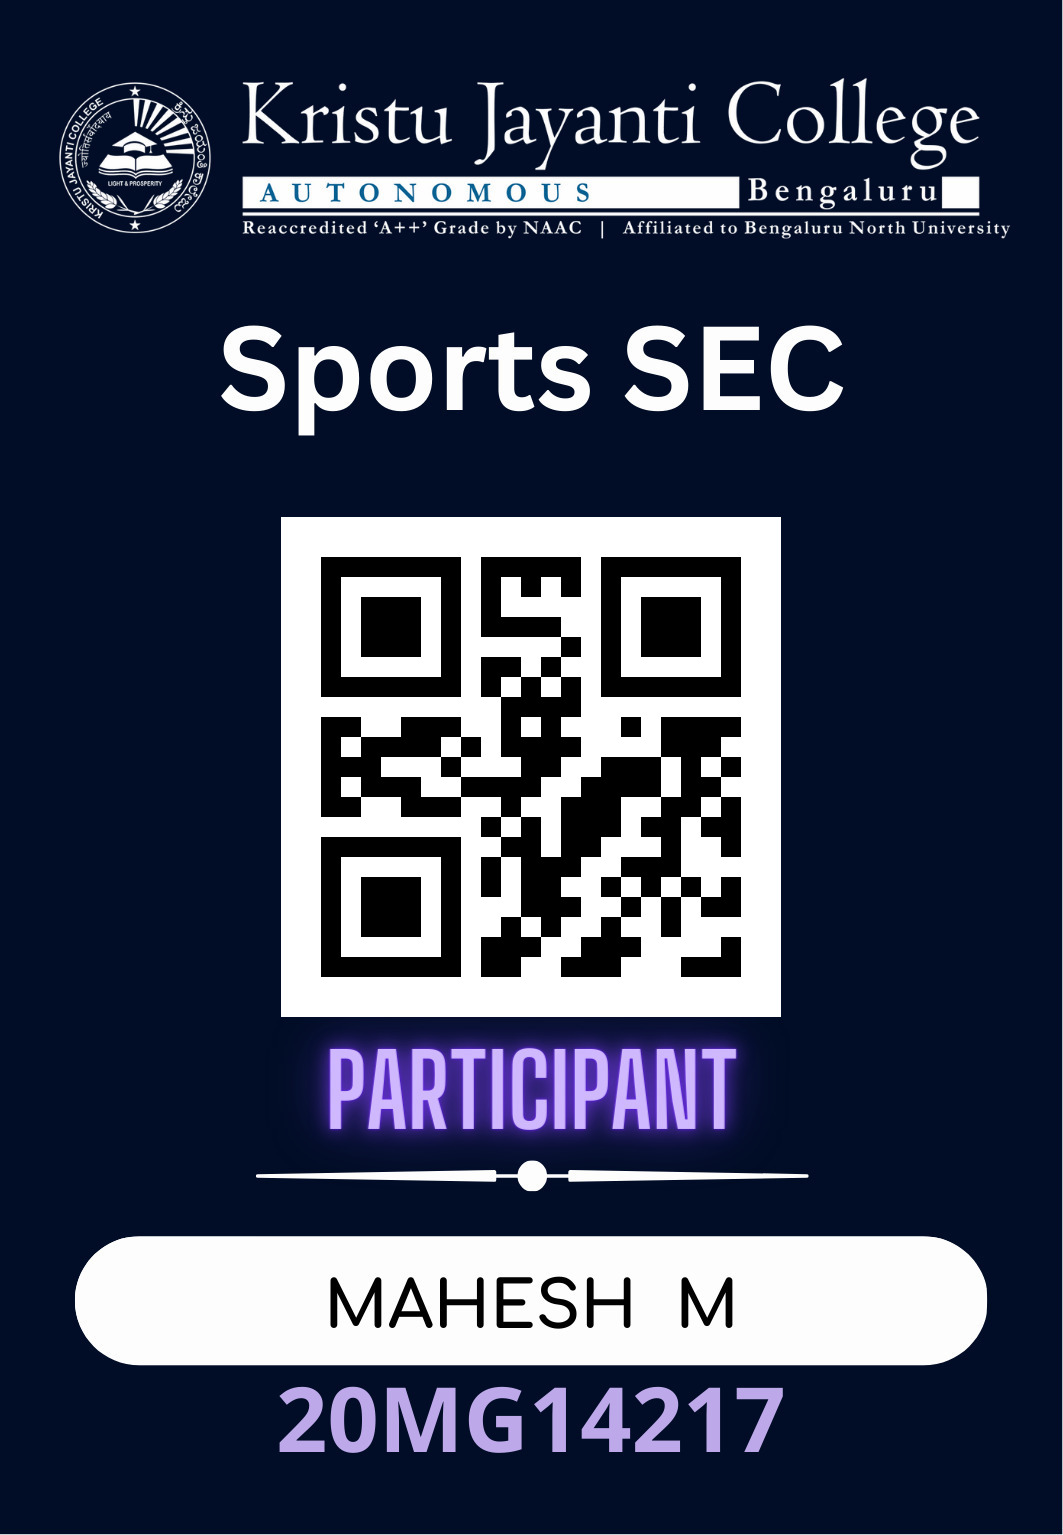 Kristu Jayanti College
AUTONOMOUS Bengaluru
Reaccredited ‘A++’ Grade by NAAC | Affiliated to Bengaluru North University
KRISTU JAYANTI COLLEGE
ಕ್ರಿಸ್ತು ಜಯಂತಿ ಕಾಲೇಜು
LIGHT & PROSPERITY
Sports SEC
PARTICIPANT
MAHESH M
20MG14217